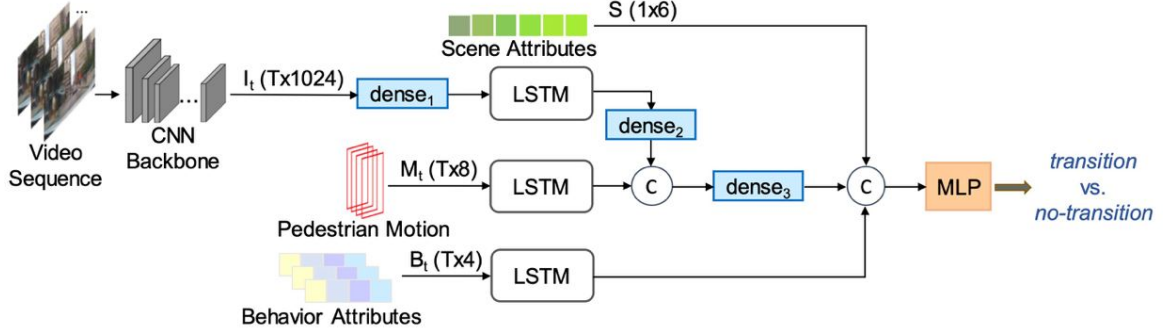 S (1x6)
Scene Attributes
I_t (Tx1024)
dense_1
LSTM
...
...
CNN
Backbone
Video
Sequence
dense_2
M_t (Tx8)
LSTM
C
dense_3
C
MLP
transition
vs.
no-transition
Pedestrian Motion
B_t (Tx4)
LSTM
Behavior Attributes